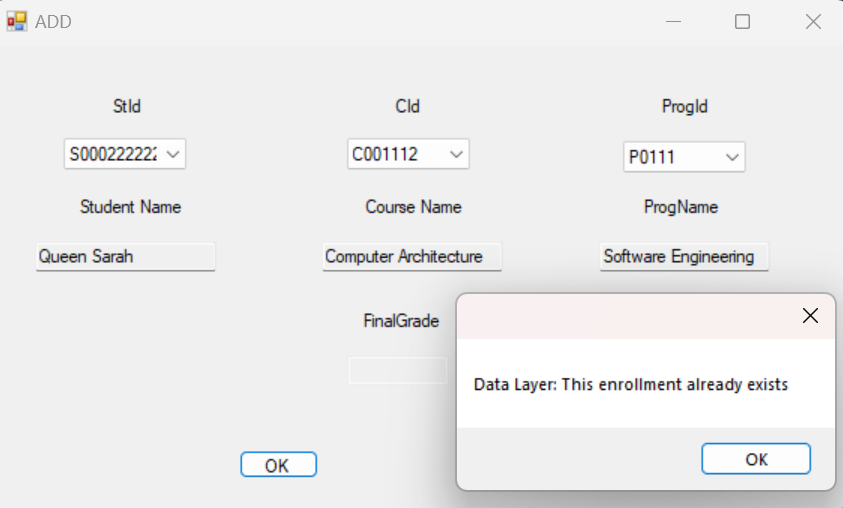 ADD
StId
CId
ProgId
C001112
P0111
Student Name
Course Name
ProgName
Queen Sarah
Computer Architecture
Software Engineering
FinalGrade
Data Layer: This enrollment already exists
OK
OK